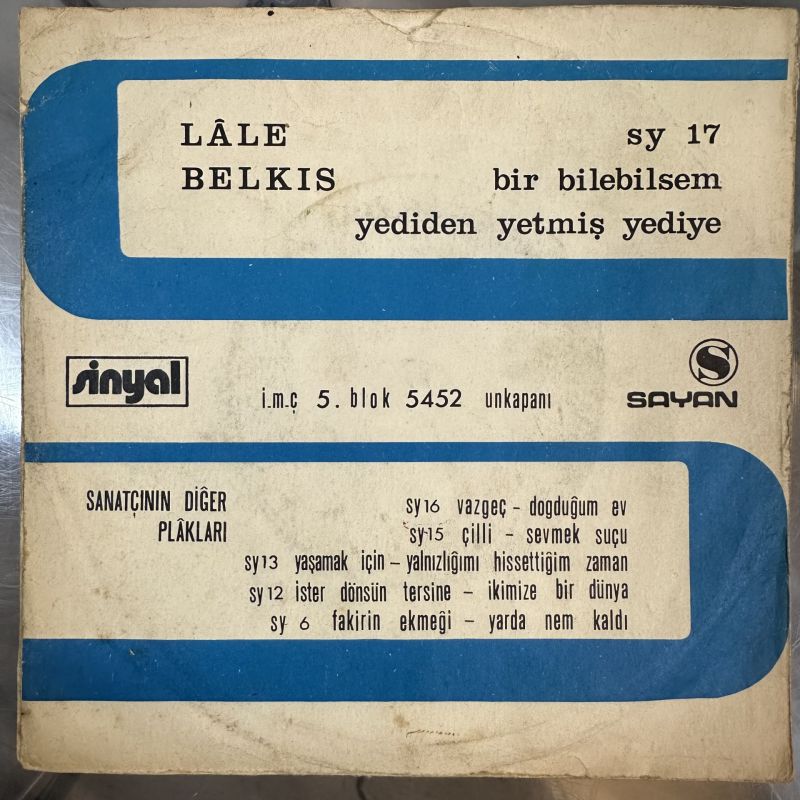 LÂLE sy 17
BELKIS bir bilebilsem
yediden yetmiş yediye
sinyal
S
i.m.ç 5. blok 5452 unkapanı
SAYAN
SANATÇININ DİĞER
PLÂKLARI
sy16 vazgeç - dogduğum ev
sy15 çilli - sevmek suçu
sy13 yaşamak için - yalnızlığımı hissettiğim zaman
sy12 ister dönsün tersine - ikimize bir dünya
sy 6 fakirin ekmeği - yarda nem kaldı